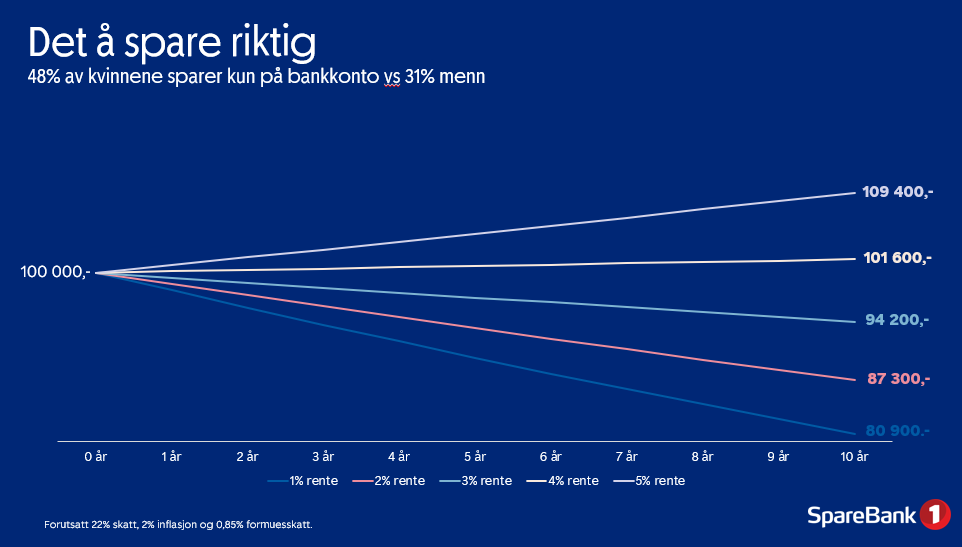 Det å spare riktig
48% av kvinnene sparer kun på bankkonto vs 31% menn
109 400,-
101 600,-
100 000,-
94 200,-
87 300,-
80 900.-
0 år 1 år 2 år 3 år 4 år 5 år 6 år 7 år 8 år 9 år 10 år
1% rente 2% rente 3% rente 4% rente 5% rente
Forutsatt 22% skatt, 2% inflasjon og 0,85% formuesskatt.
SpareBank 1